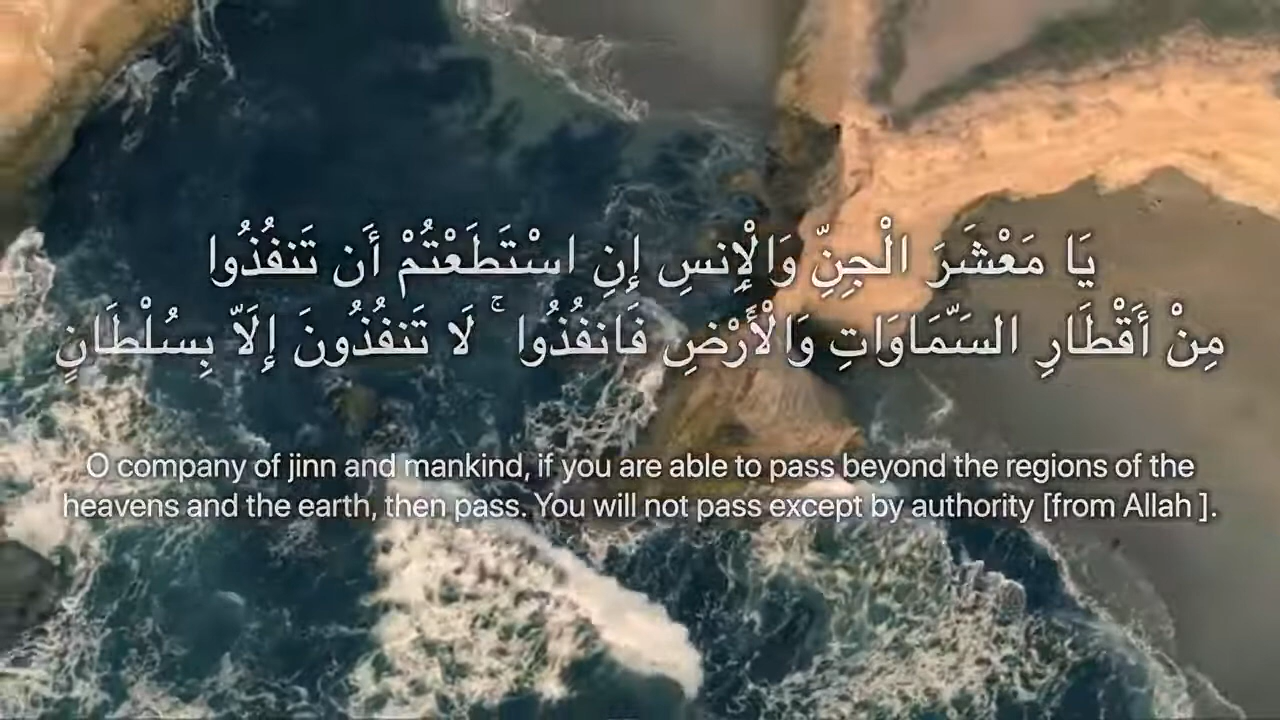 يَا مَعْشَرَ الْجِنِّ وَالْإِنسِ إِنِ اسْتَطَعْتُمْ أَن تَنفُذُوا
مِنْ أَقْطَارِ السَّمَاوَاتِ وَالْأَرْضِ فَانفُذُوا ۚ لَا تَنفُذُونَ إِلَّا بِسُلْطَانٍ
O company of jinn and mankind, if you are able to pass beyond the regions of the
heavens and the earth, then pass. You will not pass except by authority [from Allah ].